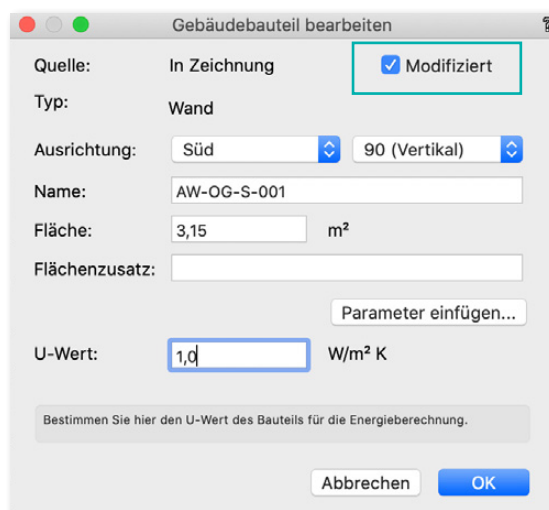 Gebäudebauteil bearbeiten ?
Quelle: In Zeichnung Modifiziert
Typ: Wand
Ausrichtung: Süd 90 (Vertikal)
Name: AW-OG-S-001
Fläche: 3,15 m²
Flächenzusatz:
Parameter einfügen...
U-Wert: 1,0 W/m² K
Bestimmen Sie hier den U-Wert des Bauteils für die Energieberechnung.
Abbrechen OK